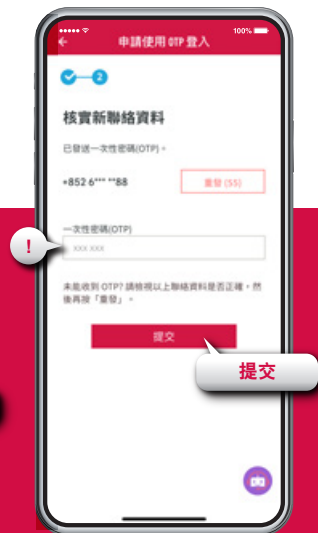 100%
申請使用 OTP 登入
2
核實新聯絡資料
已發送一次性密碼(OTP)。
+852 6*** **88
重發 (55)
一次性密碼(OTP)
!
xxx xxx
未能收到 OTP? 請檢視以上聯絡資料是否正確，然
後再按「重發」。
提交
提交